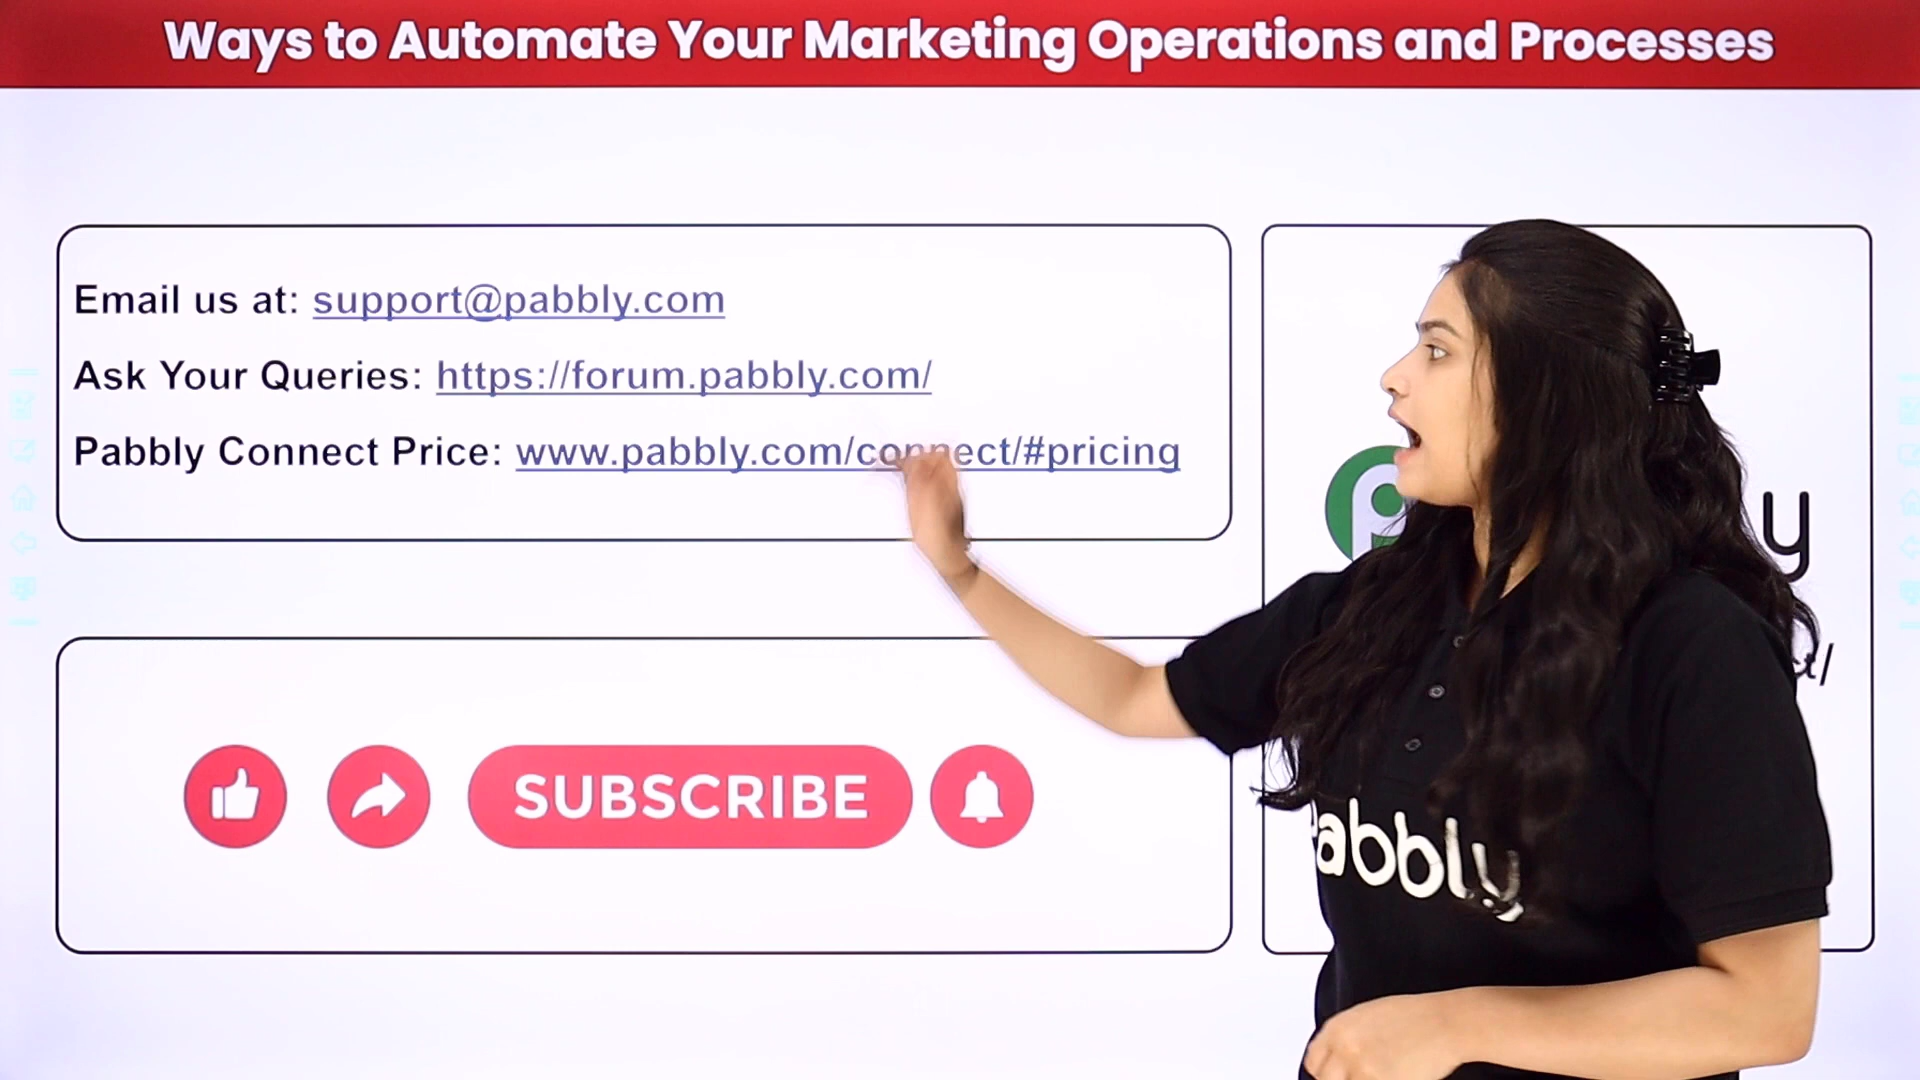 Ways to Automate Your Marketing Operations and Processes
Email us at: support@pabbly.com
Ask Your Queries: https://forum.pabbly.com/
Pabbly Connect Price: www.pabbly.com/connect/#pricing
SUBSCRIBE
Pabbly